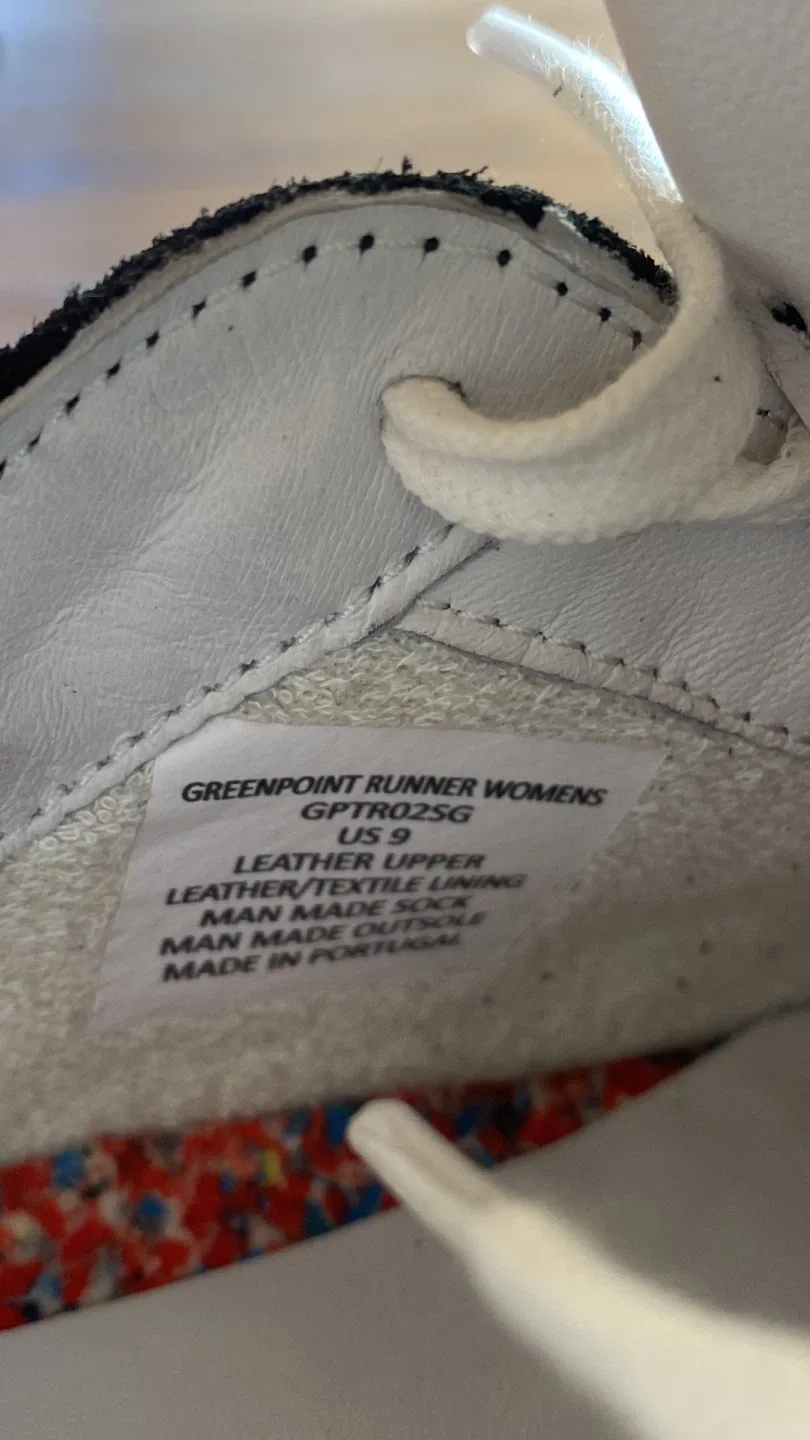 GREENPOINT RUNNER WOMENS
GPTR02SG
US 9
LEATHER UPPER
LEATHER/TEXTILE LINING
MAN MADE SOCK
MAN MADE OUTSOLE
MADE IN PORTUGAL